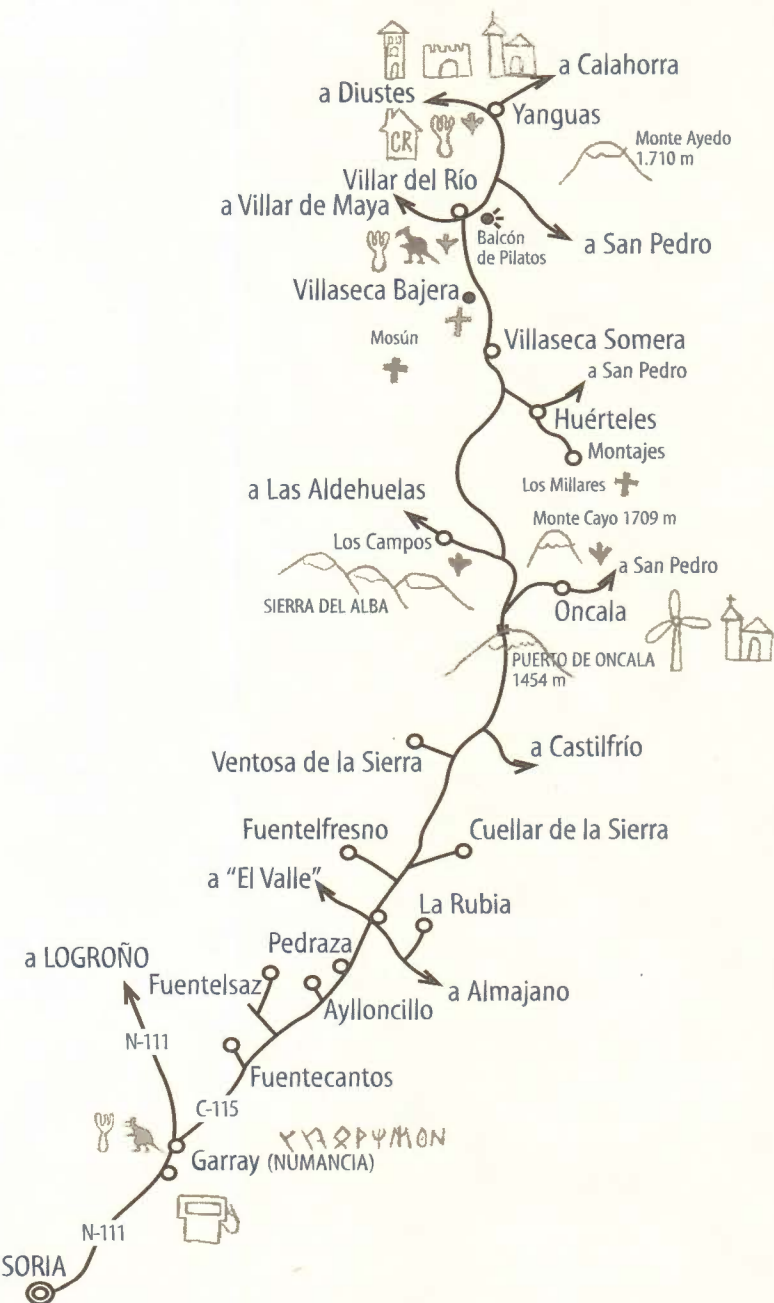 a Calahorra
a Diustes
Yanguas
CR
Monte Ayedo
1.710 m
Villar del Río
a Villar de Maya
Balcón
de Pilatos
a San Pedro
Villaseca Bajera
Mosún
Villaseca Somera
a San Pedro
Huérteles
Montajes
a Las Aldehuelas
Los Millares
Monte Cayo 1709 m
Los Campos
a San Pedro
SIERRA DEL ALBA
Oncala
PUERTO DE ONCALA
1454 m
a Castilfrío
Ventosa de la Sierra
Fuentelfresno
Cuellar de la Sierra
a "El Valle"
La Rubia
Pedraza
a LOGROÑO
Fuentelsaz
a Almajano
Aylloncillo
N-111
Fuentecantos
C-115
Garray (NUMANCIA)
N-111
SORIA